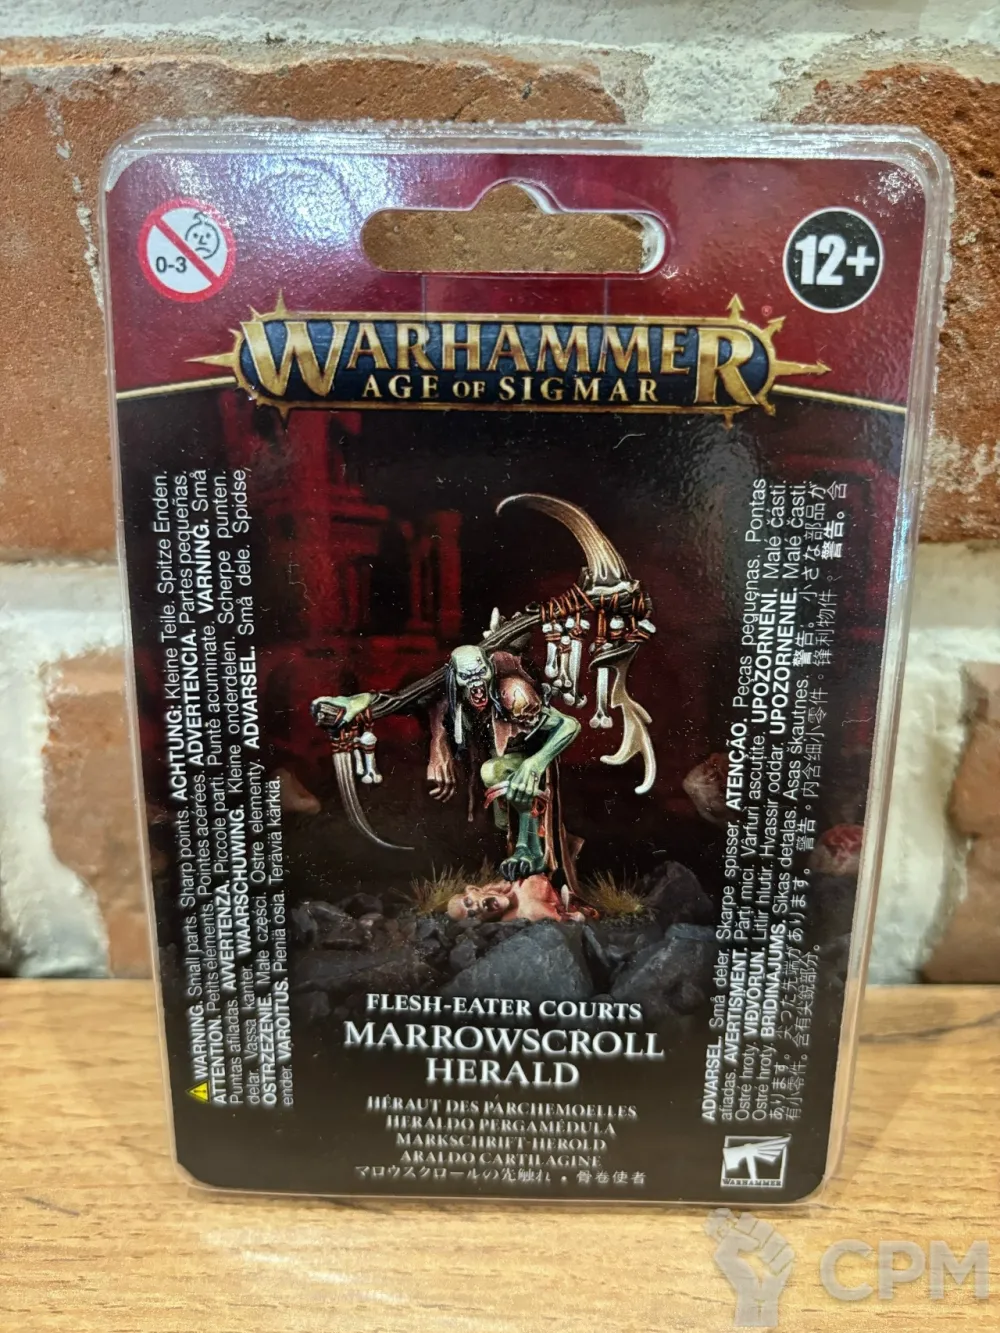 0-3
12+
WARHAMMER
AGE OF SIGMAR
WARNING. Small parts. Sharp points. ACHTUNG: Kleine Teile. Spitze Enden.
ATTENTION. Petits éléments. Pointes acérées. ADVERTENCIA. Partes pequeñas.
Puntas afiladas. AVVERTENZA. Piccole parti. Punte acuminate. VARNING. Små
delar. Vassa kanter. WAARSCHUWING. Kleine onderdelen. Scherpe punten.
OSTRZEŻENIE. Małe części. Ostre elementy. ADVARSEL. Små dele. Spidse
ender. VAROITUS. Pieniä osia. Teräviä kärkiä.
ADVARSEL. Små deler. Skarpe spisser. ATENÇÃO. Peças pequenas. Pontas
afiadas. AVERTISMENT. Părți mici. Vârfuri ascuțite UPOZORNĚNÍ. Malé části.
Ostré hroty. VIÐVÖRUN. Litlir hlutir. Hvassir oddar. UPOZORNENIE. Malé časti.
Ostré hroty. BRĪDINĀJUMS. Sīkas detaļas. Asas šķautnes. 警告。小さな部品が
あります。尖った先端があります。警告。内含细小零件。锋利物件。警告。含
有小零件。含有尖銳部分。
FLESH-EATER COURTS
MARROWSCROLL
HERALD
HÉRAUT DES PARCHEMOELLES
HERALDO PERGAMÉDULA
MARKSCHRIFT-HEROLD
ARALDO CARTILAGINE
マロウスクロールの先触れ • 骨卷使者
WARHAMMER
CPM